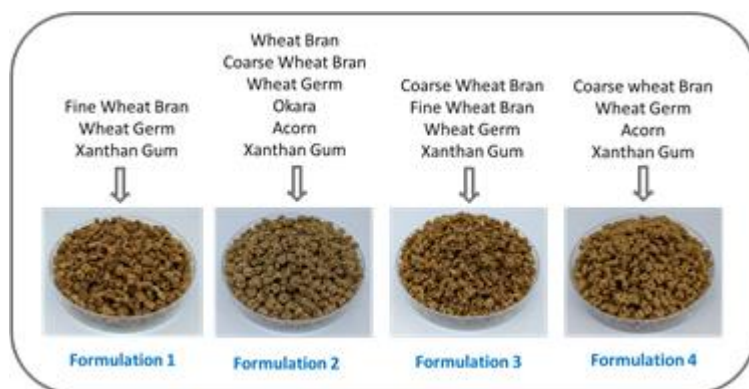 Fine Wheat Bran
Wheat Germ
Xanthan Gum
Wheat Bran
Coarse Wheat Bran
Wheat Germ
Okara
Acorn
Xanthan Gum
Coarse Wheat Bran
Fine Wheat Bran
Wheat Germ
Xanthan Gum
Coarse wheat Bran
Wheat Germ
Acorn
Xanthan Gum
Formulation 1
Formulation 2
Formulation 3
Formulation 4